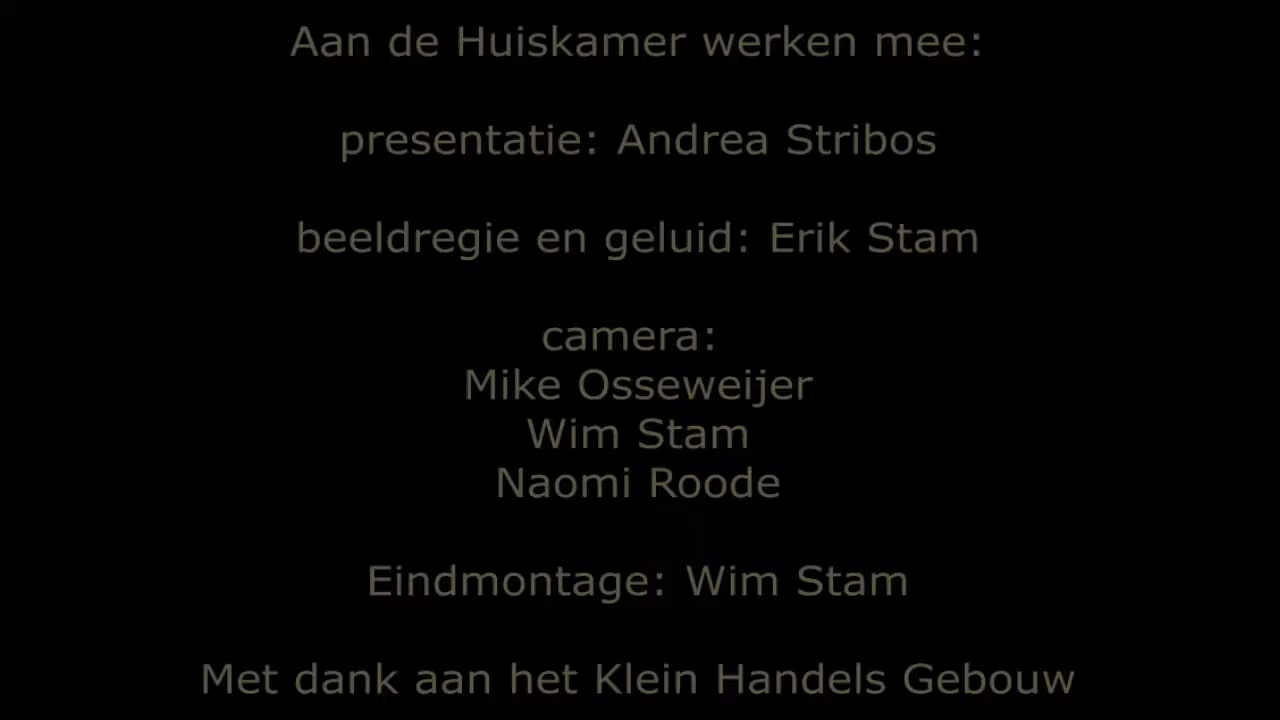 Aan de Huiskamer werken mee:
presentatie: Andrea Stribos
beeldregie en geluid: Erik Stam
camera:
Mike Osseweijer
Wim Stam
Naomi Roode
Eindmontage: Wim Stam
Met dank aan het Klein Handels Gebouw